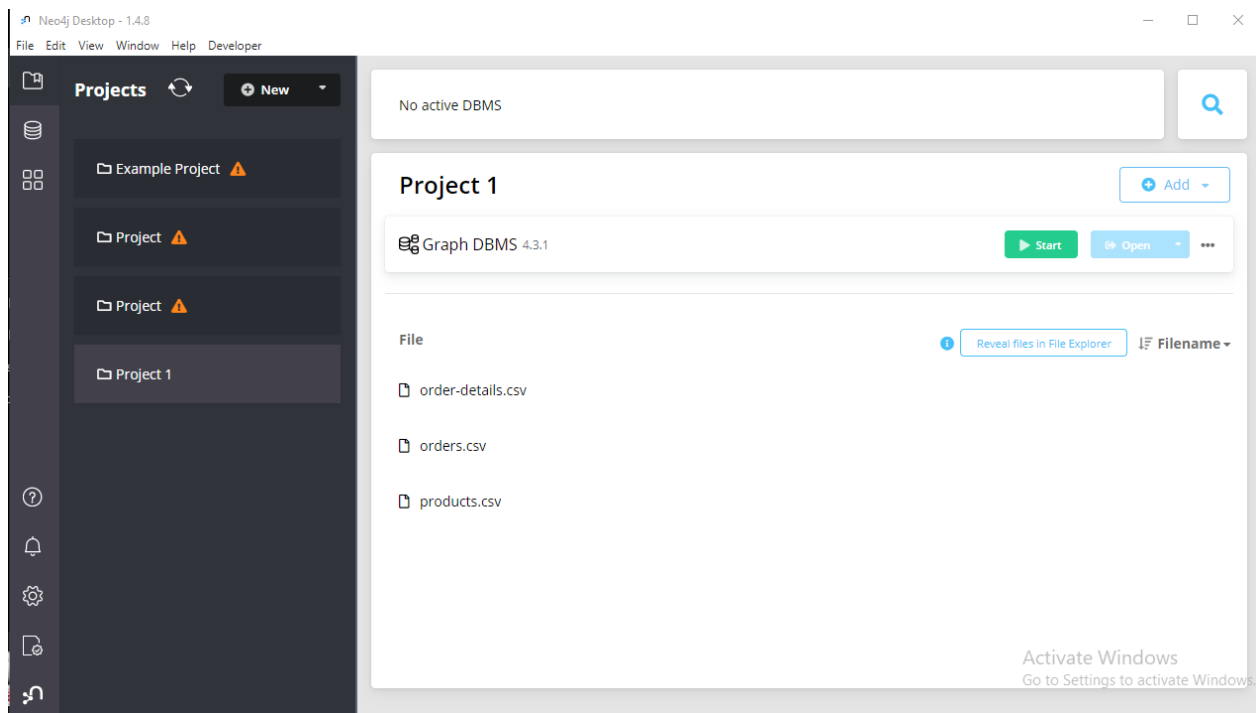 Neo4j Desktop - 1.4.8
File Edit View Window Help Developer
Projects New
Example Project
Project
Project
Project 1
No active DBMS
Project 1 Add
Graph DBMS 4.3.1 Start Open
File Reveal files in File Explorer Filename
order-details.csv
orders.csv
products.csv
Activate Windows
Go to Settings to activate Windows.